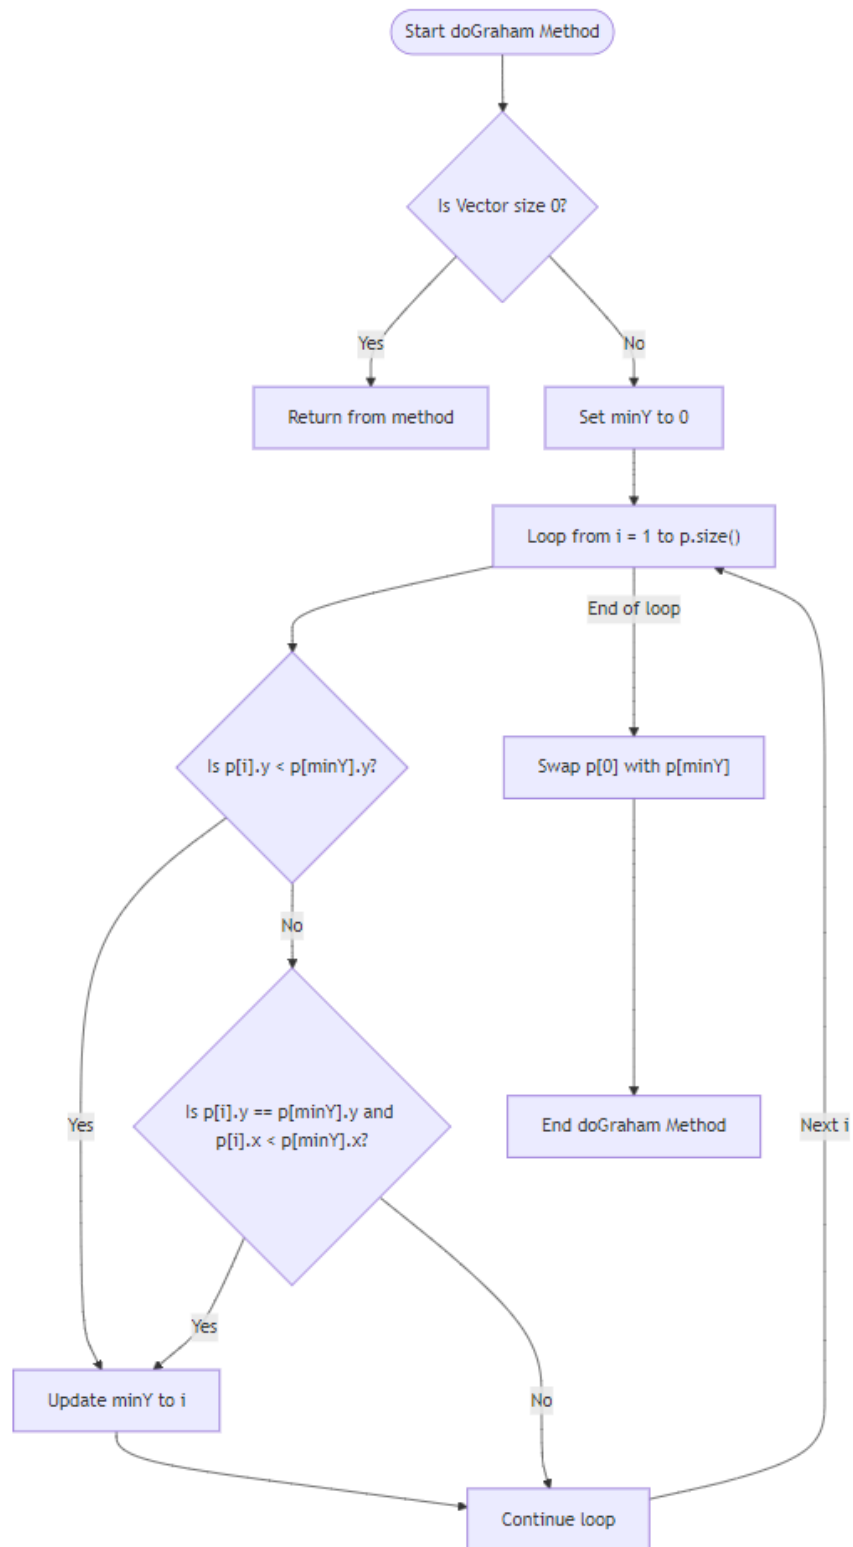 Start doGraham Method
Is Vector size 0?
Yes
No
Return from method
Set minY to 0
Loop from i = 1 to p.size()
End of loop
Is p[i].y < p[minY].y?
Swap p[0] with p[minY]
No
Is p[i].y == p[minY].y and
p[i].x < p[minY].x?
Yes
End doGraham Method
Next i
Yes
Update minY to i
No
Continue loop